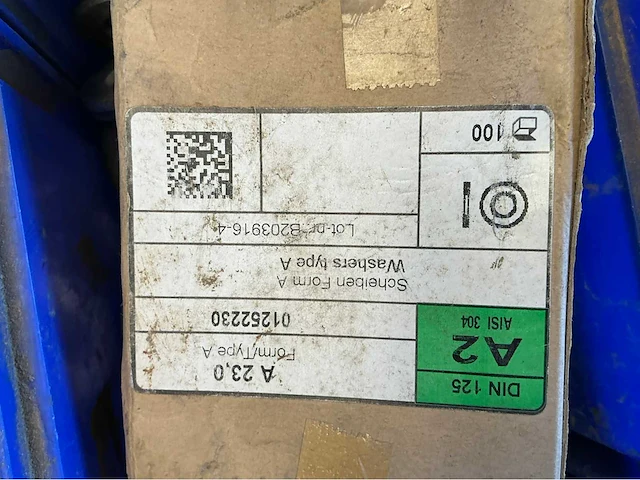 DIN 125
A2
AISI 304
A 23,0
Form/Type A
01252230
Scheiben Form A
Washers type A
Lot-nr. B203916-4
100